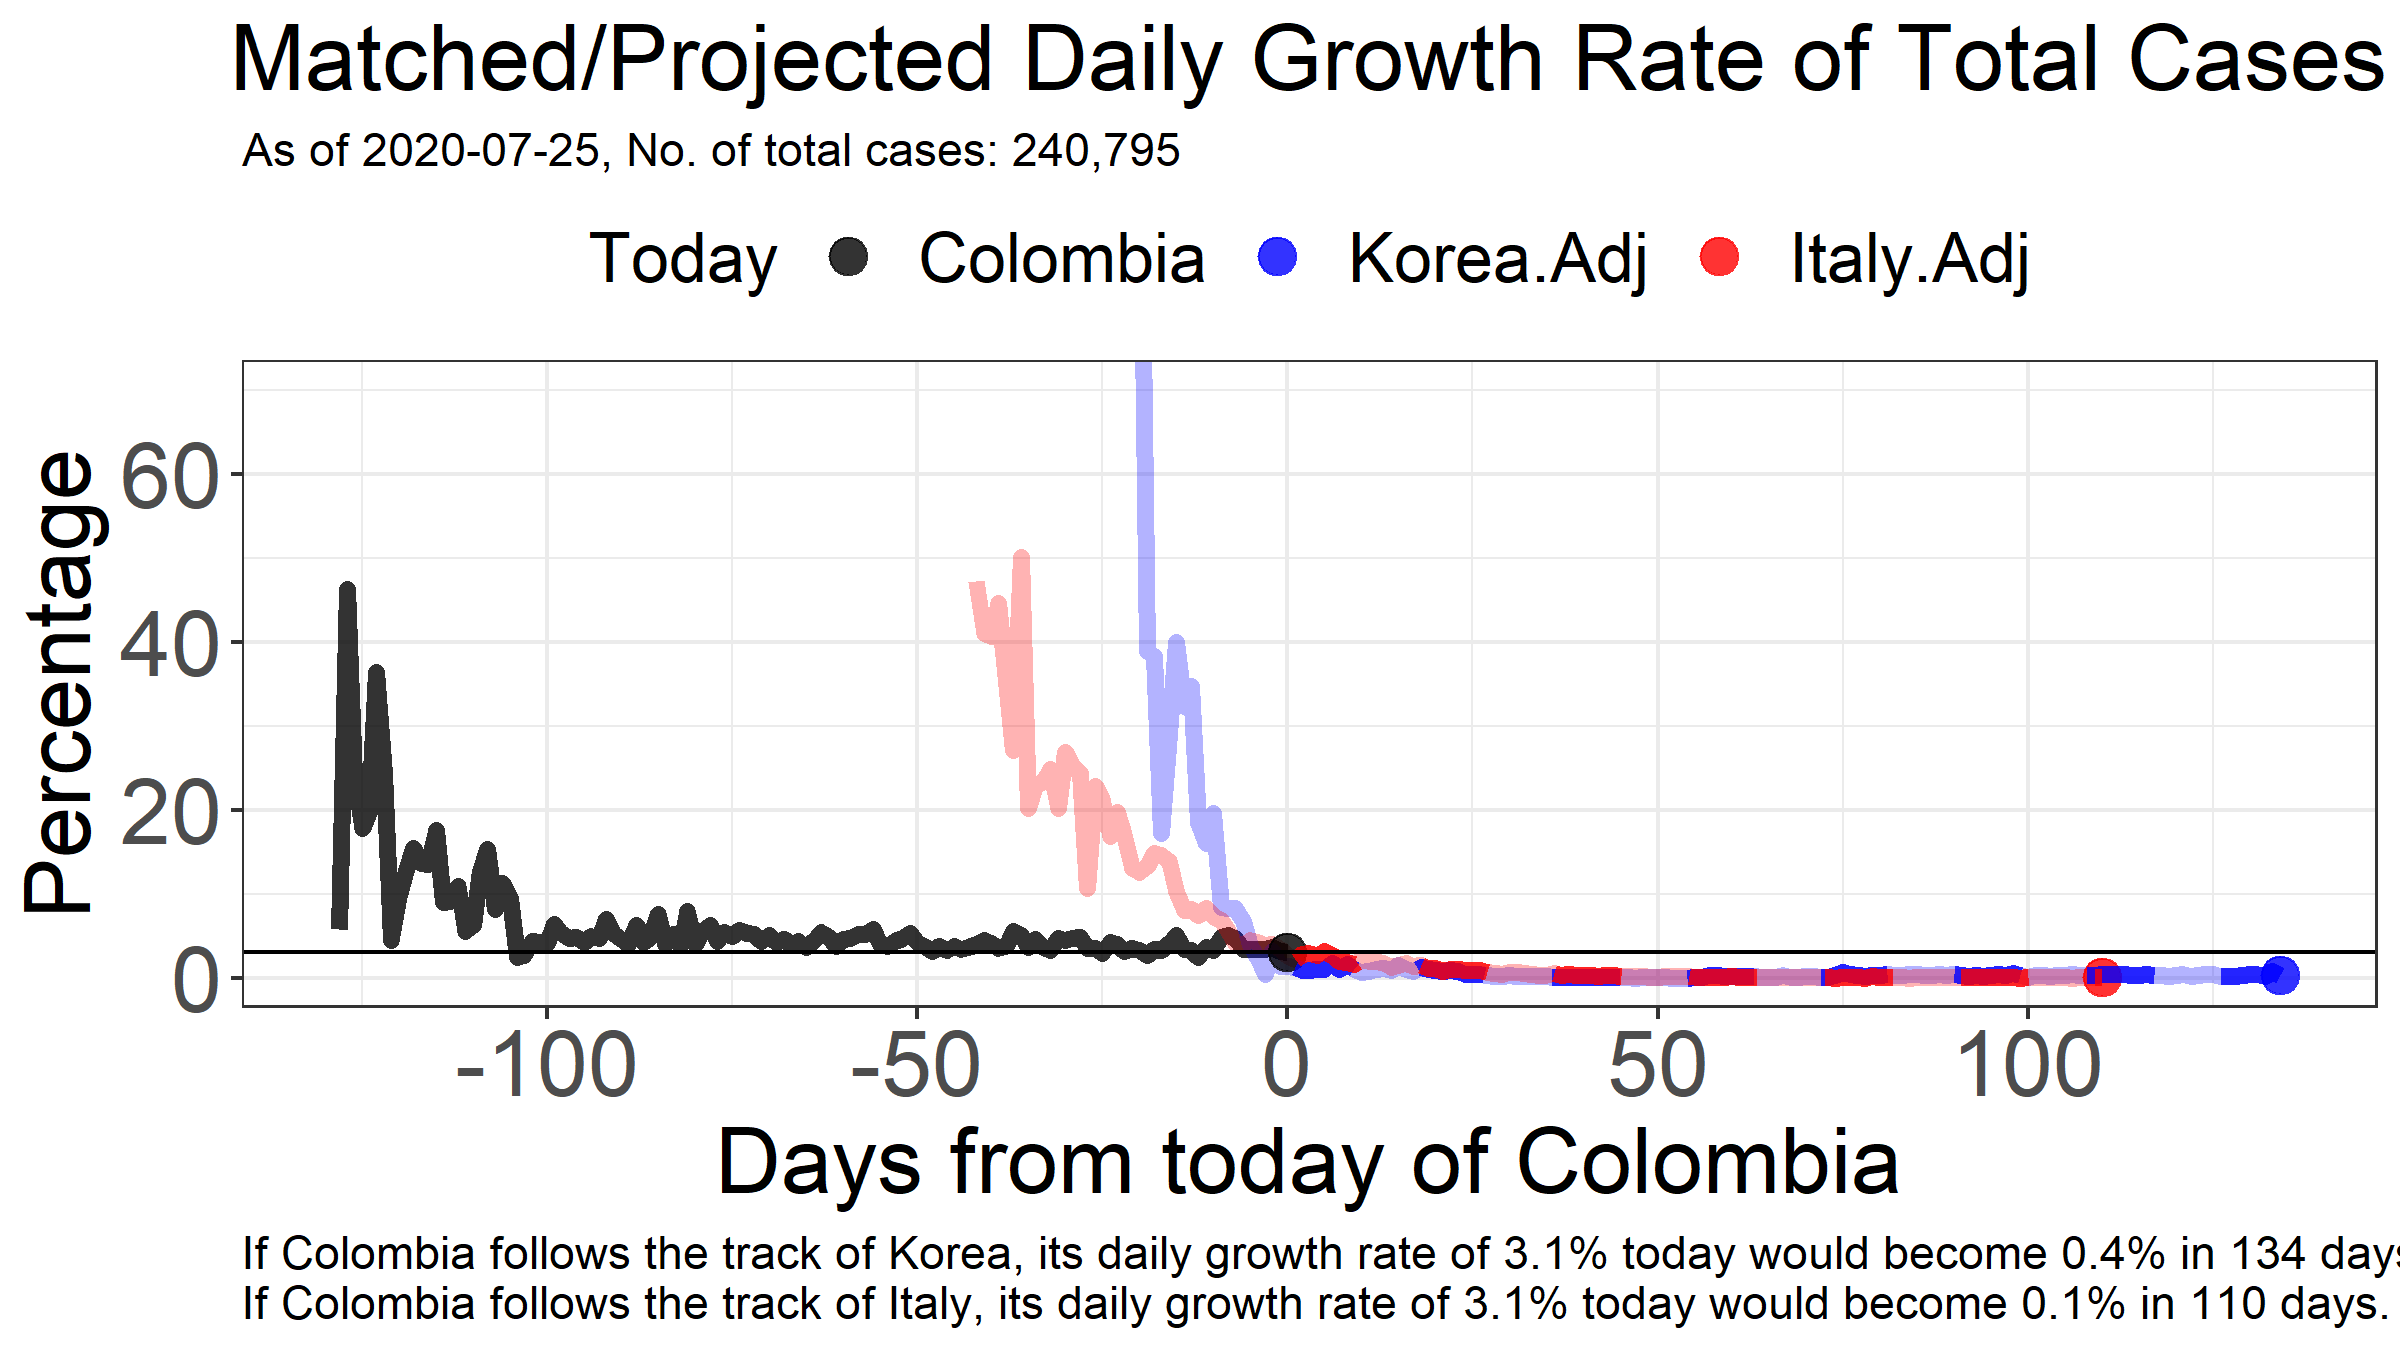 Matched/Projected Daily Growth Rate of Total Cases
As of 2020-07-25, No. of total cases: 240,795
Today Colombia Korea.Adj Italy.Adj
Percentage
60
40
20
0
-100 -50 0 50 100
Days from today of Colombia
If Colombia follows the track of Korea, its daily growth rate of 3.1% today would become 0.4% in 134 days
If Colombia follows the track of Italy, its daily growth rate of 3.1% today would become 0.1% in 110 days.